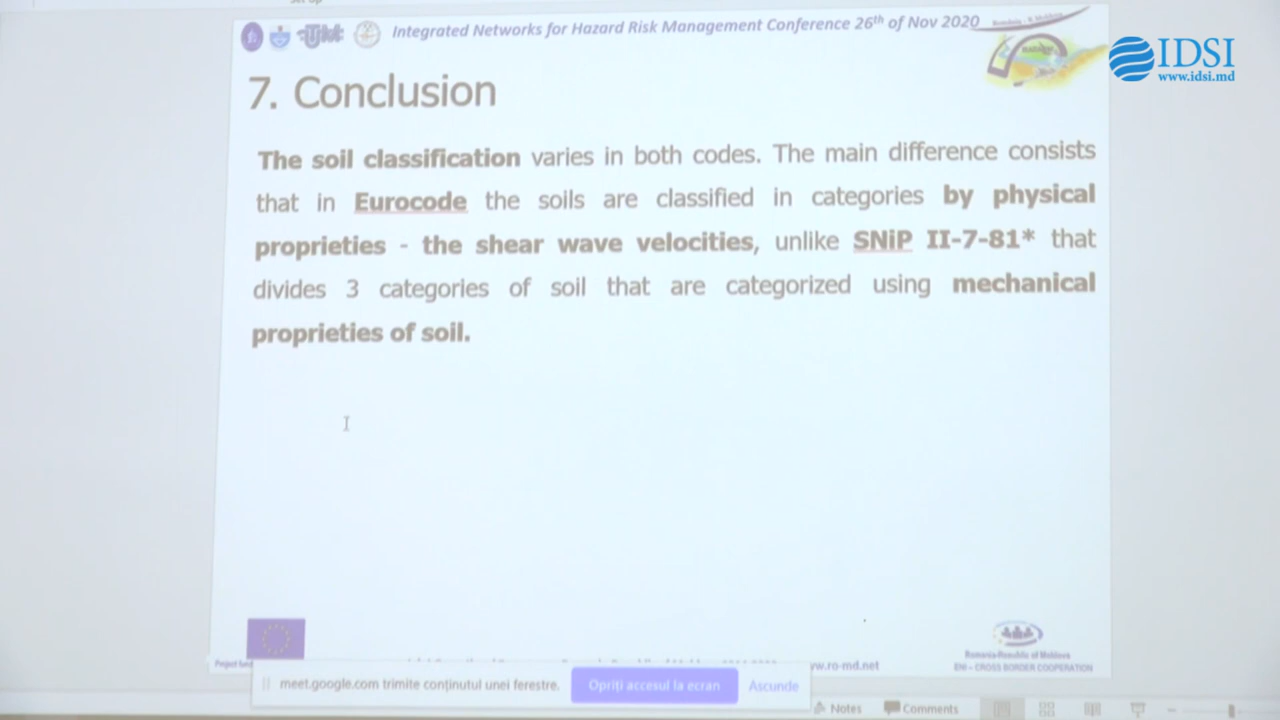 Integrated Networks for Hazard Risk Management Conference 26th of Nov 2020
IDSI
www.idsi.md
7. Conclusion
The soil classification varies in both codes. The main difference consists
that in Eurocode the soils are classified in categories by physical
proprieties - the shear wave velocities, unlike SNiP II-7-81* that
divides 3 categories of soil that are categorized using mechanical
proprieties of soil.
Romania-Republic of Moldova
ENI - CROSS BORDER COOPERATION
ro-md.net
meet.google.com trimite conținutul unei ferestre.
Opriți accesul la ecran
Ascunde
Notes
Comments